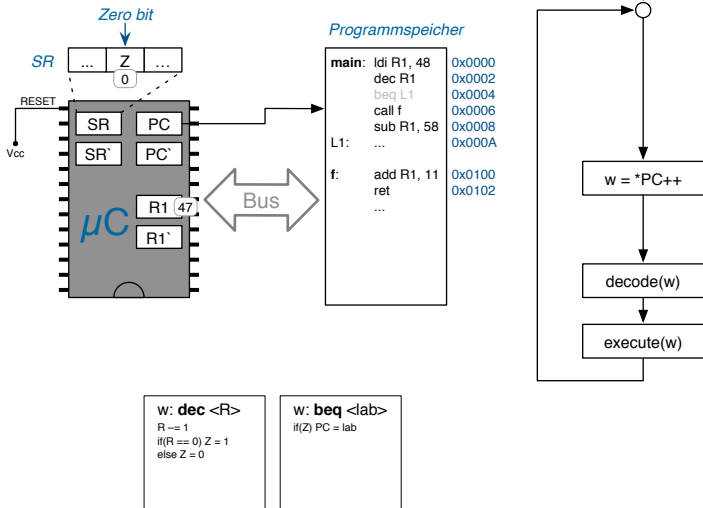 Zero bit
SR ... Z ...
0
RESET
Vcc
SR PC
SR` PC`
R1 47
R1`
µC
Bus
Programmspeicher
main: ldi R1, 48 0x0000
dec R1 0x0002
beq L1 0x0004
call f 0x0006
sub R1, 58 0x0008
L1: ... 0x000A
f: add R1, 11 0x0100
ret 0x0102
...
w = *PC++
decode(w)
execute(w)
w: dec <R>
R –= 1
if(R == 0) Z = 1
else Z = 0
w: beq <lab>
if(Z) PC = lab